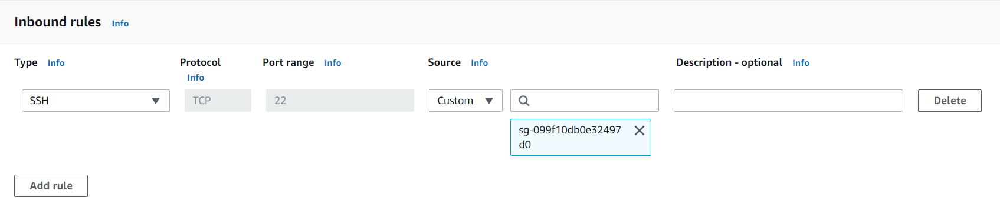 Inbound rules Info
Type Info Protocol Port range Info Source Info Description - optional Info
Info
SSH TCP 22 Custom Delete
sg-099f10db0e32497
d0
Add rule